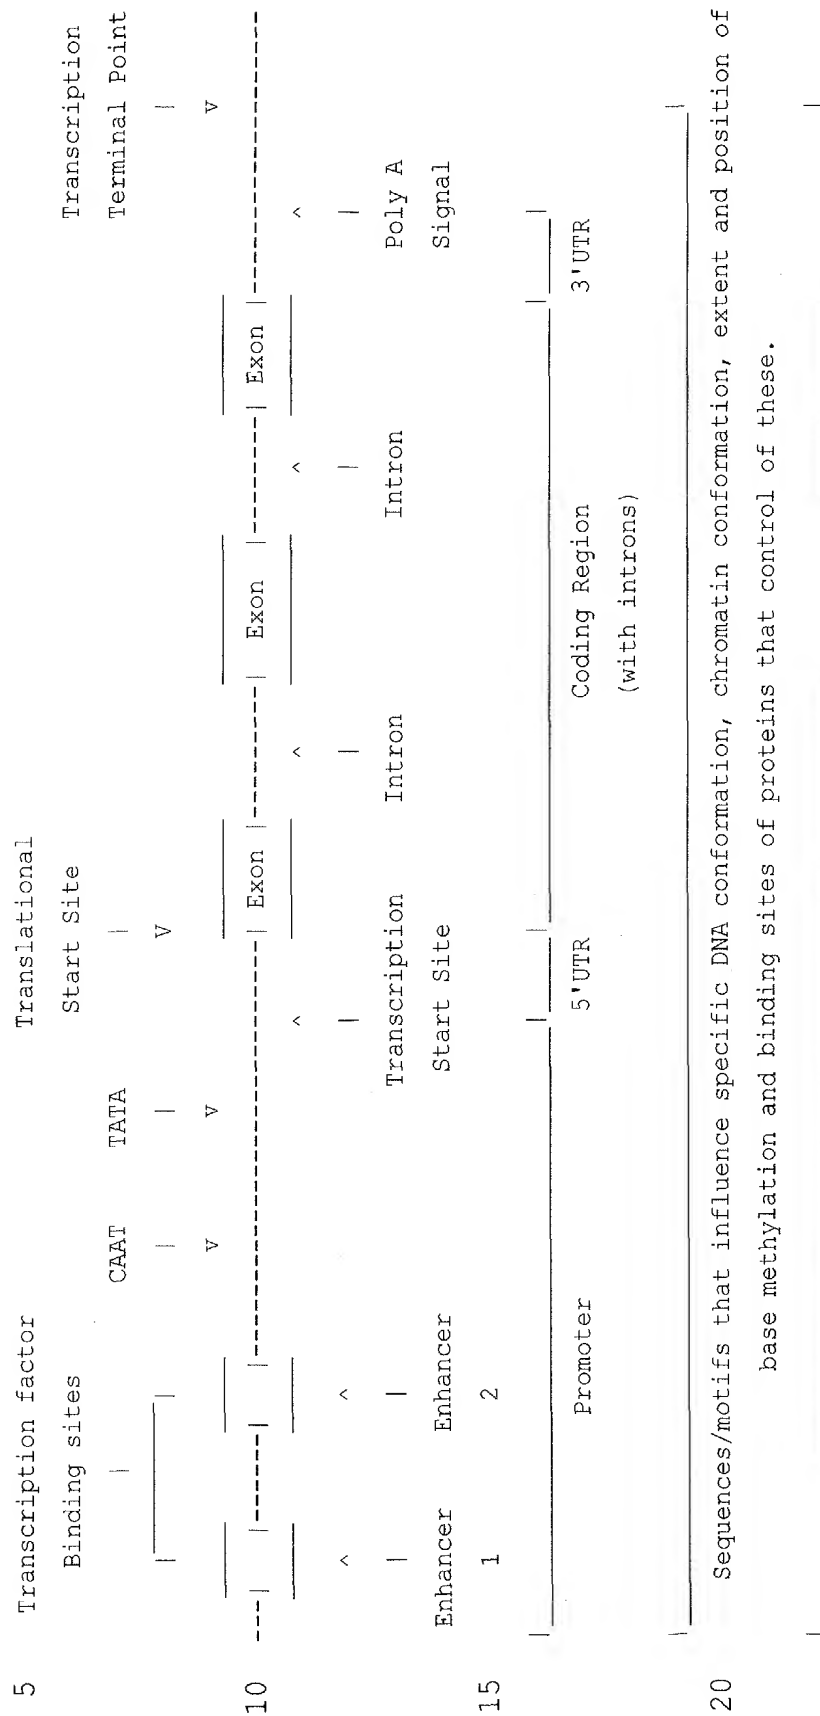 5
Transcription factor Translational Transcription
Binding sites CAAT TATA Start Site Terminal Point
10 Exon Exon Exon
Enhancer Enhancer Transcription Intron Intron Poly A
15 1 2 Start Site Signal
Promoter 5'UTR Coding Region 3'UTR
(with introns)
20 Sequences/motifs that influence specific DNA conformation, chromatin conformation, extent and position of
base methylation and binding sites of proteins that control of these.